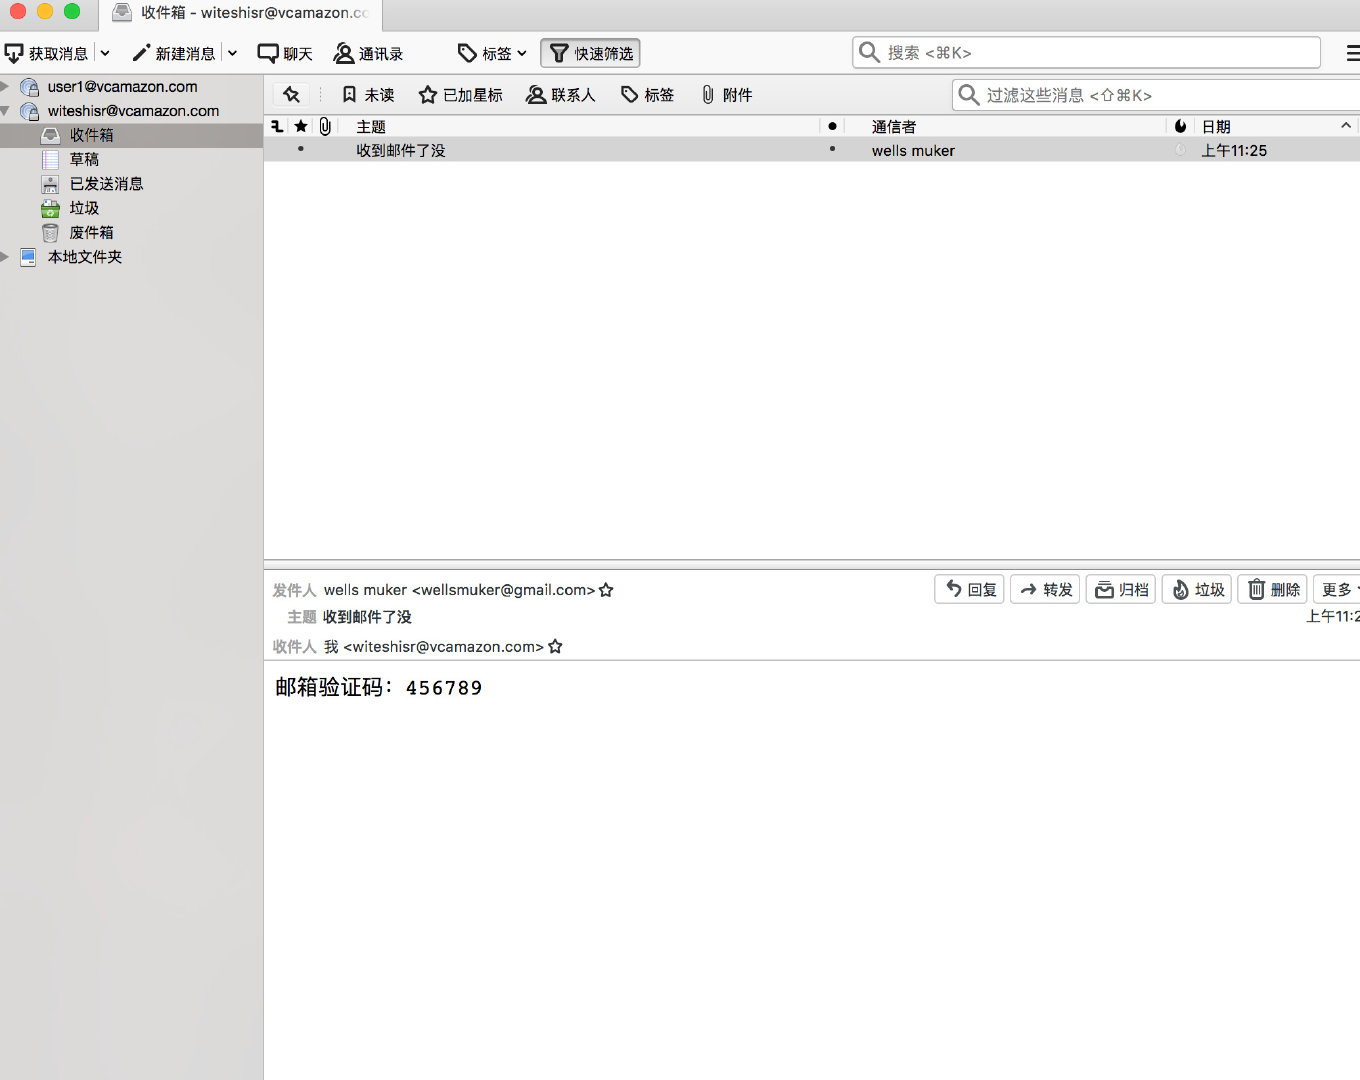 收件箱 - witeshisr@vcamazon.co
获取消息 新建消息 聊天 通讯录 标签 快速筛选 搜索 <⌘K>
user1@vcamazon.com
witeshisr@vcamazon.com
收件箱
草稿
已发送消息
垃圾
废件箱
本地文件夹
未读 已加星标 联系人 标签 附件 过滤这些消息 <⇧⌘K>
主题 通信者 日期
收到邮件了没 wells muker 上午11:25
发件人 wells muker <wellsmuker@gmail.com> 回复 转发 归档 垃圾 删除 更多
主题 收到邮件了没 上午11:2
收件人 我 <witeshisr@vcamazon.com>
邮箱验证码：456789